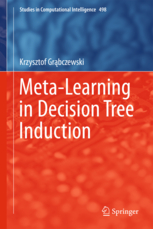 Studies in Computational Intelligence 498
Krzysztof Grąbczewski
Meta-Learning
in Decision Tree
Induction
Springer